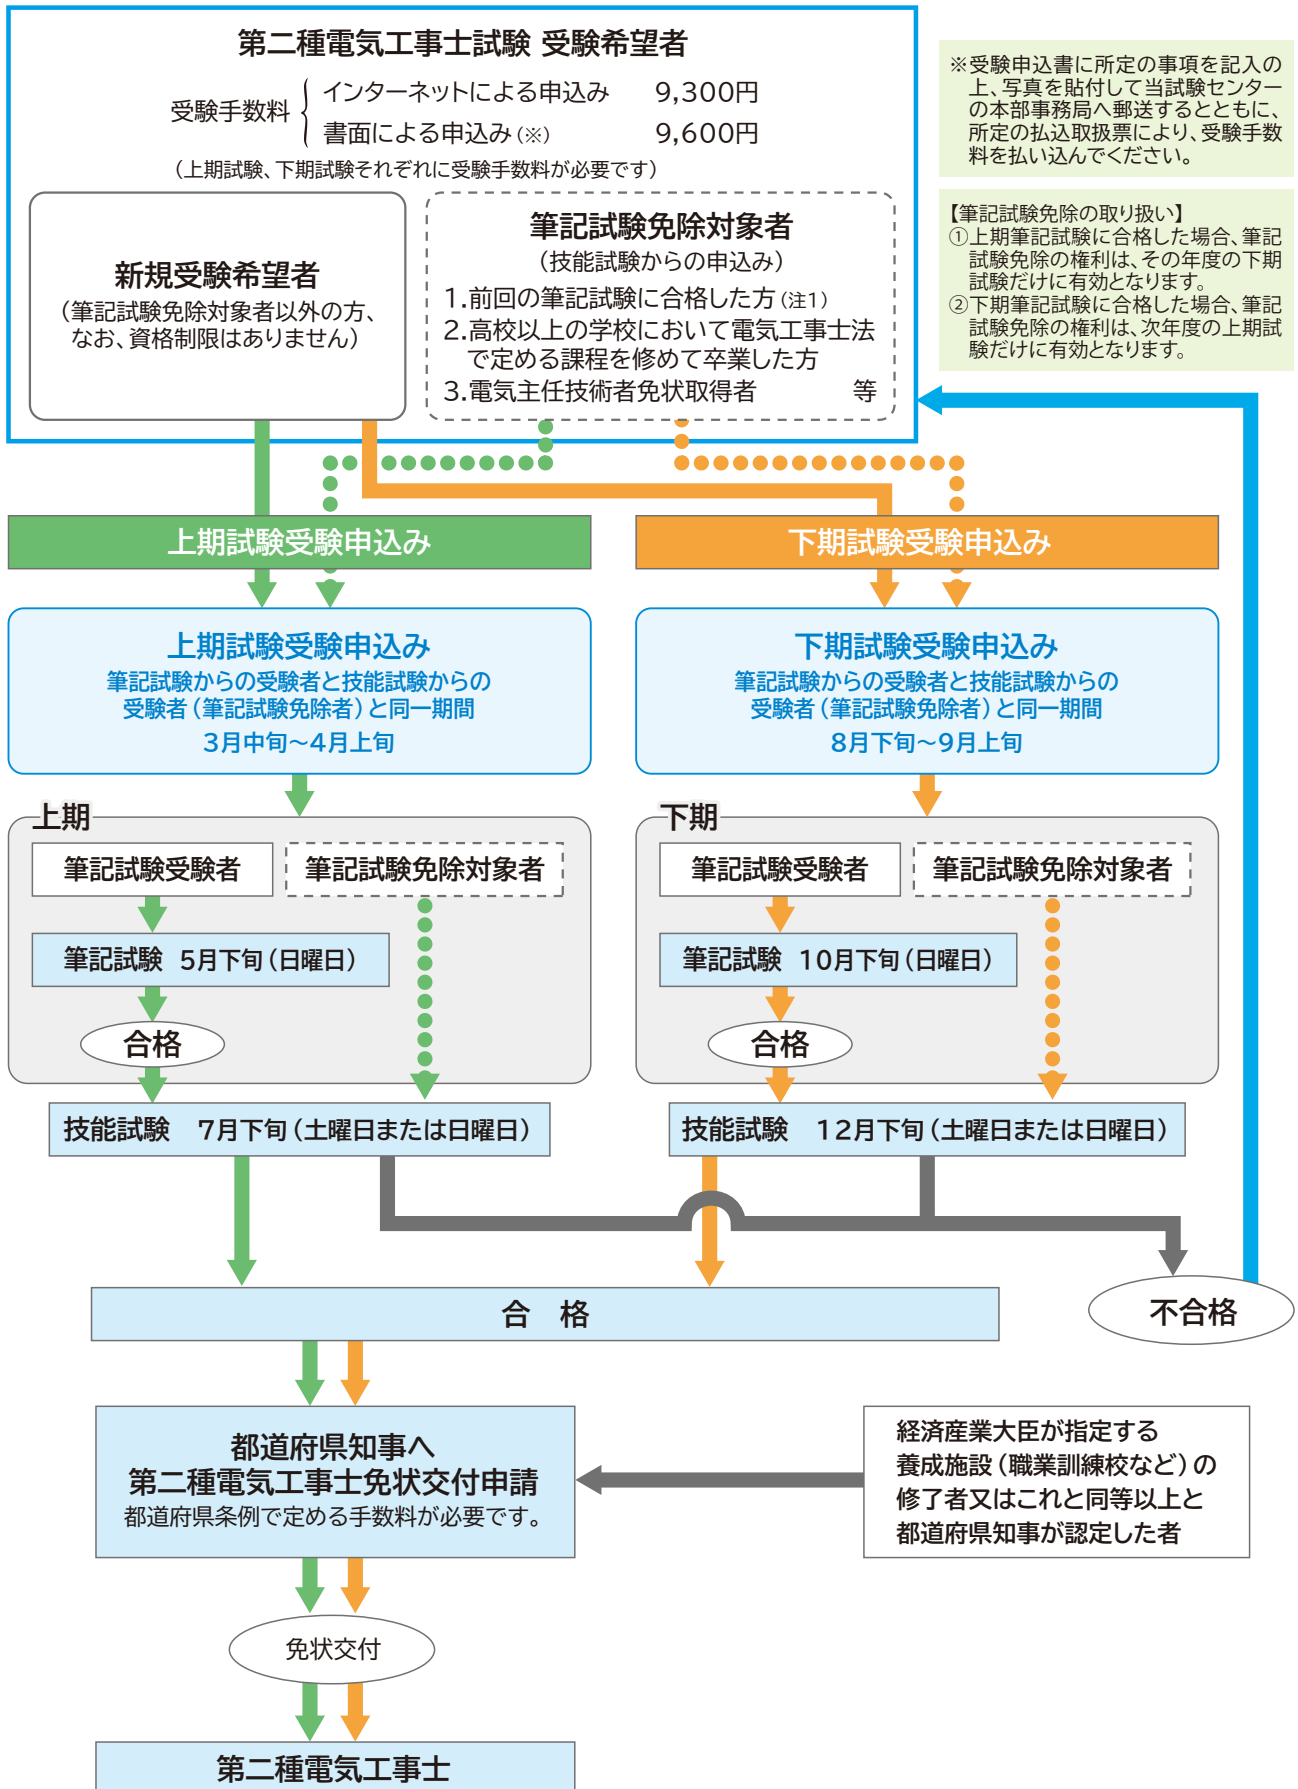 第二種電気工事士試験 受験希望者
受験手数料
インターネットによる申込み 9,300円
書面による申込み(※) 9,600円
(上期試験、下期試験それぞれに受験手数料が必要です)
※受験申込書に所定の事項を記入の
上、写真を貼付して当試験センター
の本部事務局へ郵送するとともに、
所定の払込取扱票により、受験手数
料を払い込んでください。
【筆記試験免除の取り扱い】
①上期筆記試験に合格した場合、筆記
試験免除の権利は、その年度の下期
試験だけに有効となります。
②下期筆記試験に合格した場合、筆記
試験免除の権利は、次年度の上期試
験だけに有効となります。
新規受験希望者
(筆記試験免除対象者以外の方、
なお、資格制限はありません)
筆記試験免除対象者
(技能試験からの申込み)
1.前回の筆記試験に合格した方(注1)
2.高校以上の学校において電気工事士法
で定める課程を修めて卒業した方
3.電気主任技術者免状取得者 等
上期試験受験申込み
下期試験受験申込み
上期試験受験申込み
筆記試験からの受験者と技能試験からの
受験者(筆記試験免除者)と同一期間
3月中旬～4月上旬
下期試験受験申込み
筆記試験からの受験者と技能試験からの
受験者(筆記試験免除者)と同一期間
8月下旬～9月上旬
上期
筆記試験受験者
筆記試験免除対象者
筆記試験 5月下旬(日曜日)
合格
技能試験 7月下旬(土曜日または日曜日)
下期
筆記試験受験者
筆記試験免除対象者
筆記試験 10月下旬(日曜日)
合格
技能試験 12月下旬(土曜日または日曜日)
合 格
不合格
都道府県知事へ
第二種電気工事士免状交付申請
都道府県条例で定める手数料が必要です。
経済産業大臣が指定する
養成施設(職業訓練校など)の
修了者又はこれと同等以上と
都道府県知事が認定した者
免状交付
第二種電気工事士